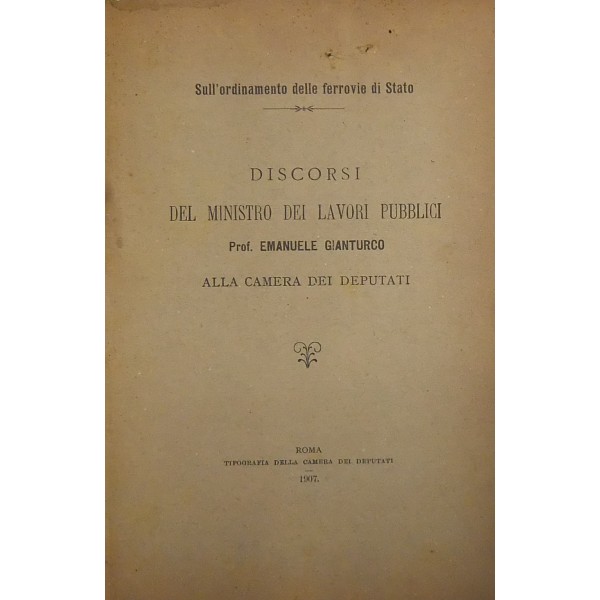 Sull'ordinamento delle ferrovie di Stato
DISCORSI
DEL MINISTRO DEI LAVORI PUBBLICI
Prof. EMANUELE GIANTURCO
ALLA CAMERA DEI DEPUTATI
ROMA
TIPOGRAFIA DELLA CAMERA DEI DEPUTATI
1907.